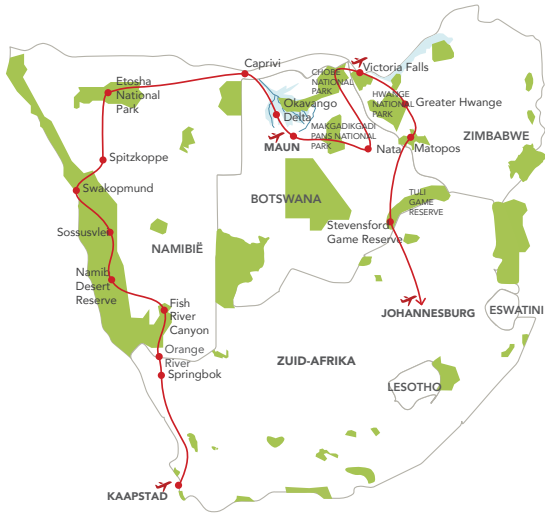 Caprivi
Victoria Falls
CHOBE
NATIONAL
PARK
Etosha
National
Park
Okavango
Delta
HWANGE
NATIONAL
PARK
Greater Hwange
MAKGADIKGADI
PANS NATIONAL
PARK
ZIMBABWE
MAUN
Nata
Matopos
Spitzkoppe
Swakopmund
BOTSWANA
TULI
GAME
RESERVE
Sossusvlei
Stevensford
Game Reserve
NAMIBIË
Namib
Desert
Reserve
Fish
River
Canyon
JOHANNESBURG
ESWATINI
Orange
River
Springbok
ZUID-AFRIKA
LESOTHO
KAAPSTAD